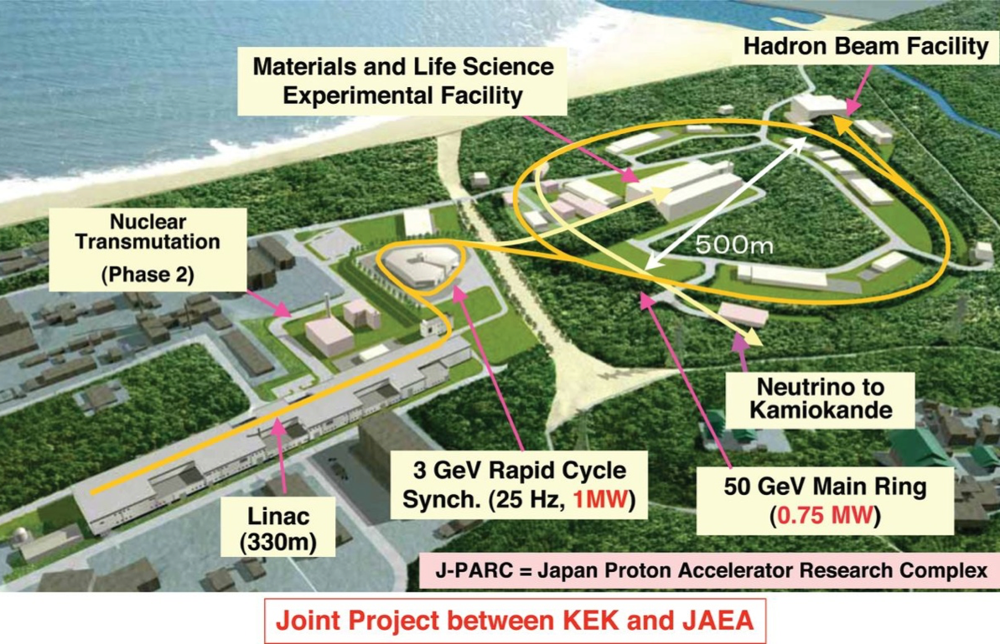 Hadron Beam Facility
Materials and Life Science
Experimental Facility
Nuclear
Transmutation
(Phase 2)
500m
Neutrino to
Kamiokande
3 GeV Rapid Cycle
Synch. (25 Hz, 1MW)
50 GeV Main Ring
(0.75 MW)
Linac
(330m)
J-PARC = Japan Proton Accelerator Research Complex
Joint Project between KEK and JAEA